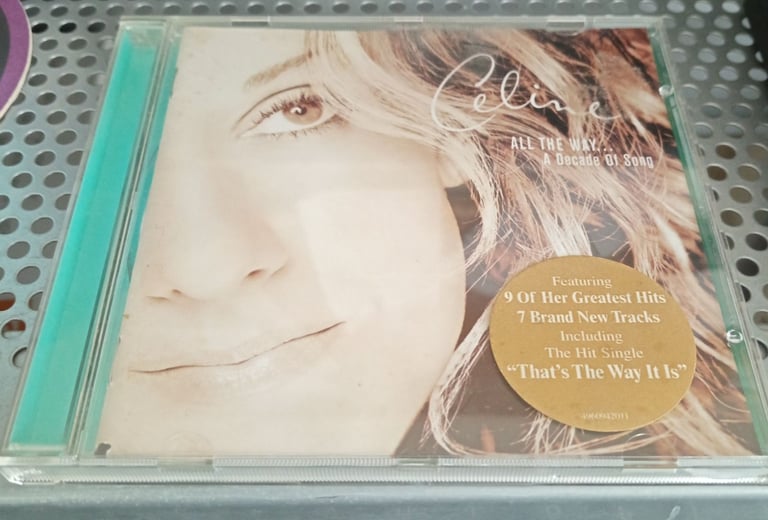 Celine
ALL THE WAY...
A Decade Of Song
Featuring
9 Of Her Greatest Hits
7 Brand New Tracks
Including
The Hit Single
"That's The Way It Is"
4960942011